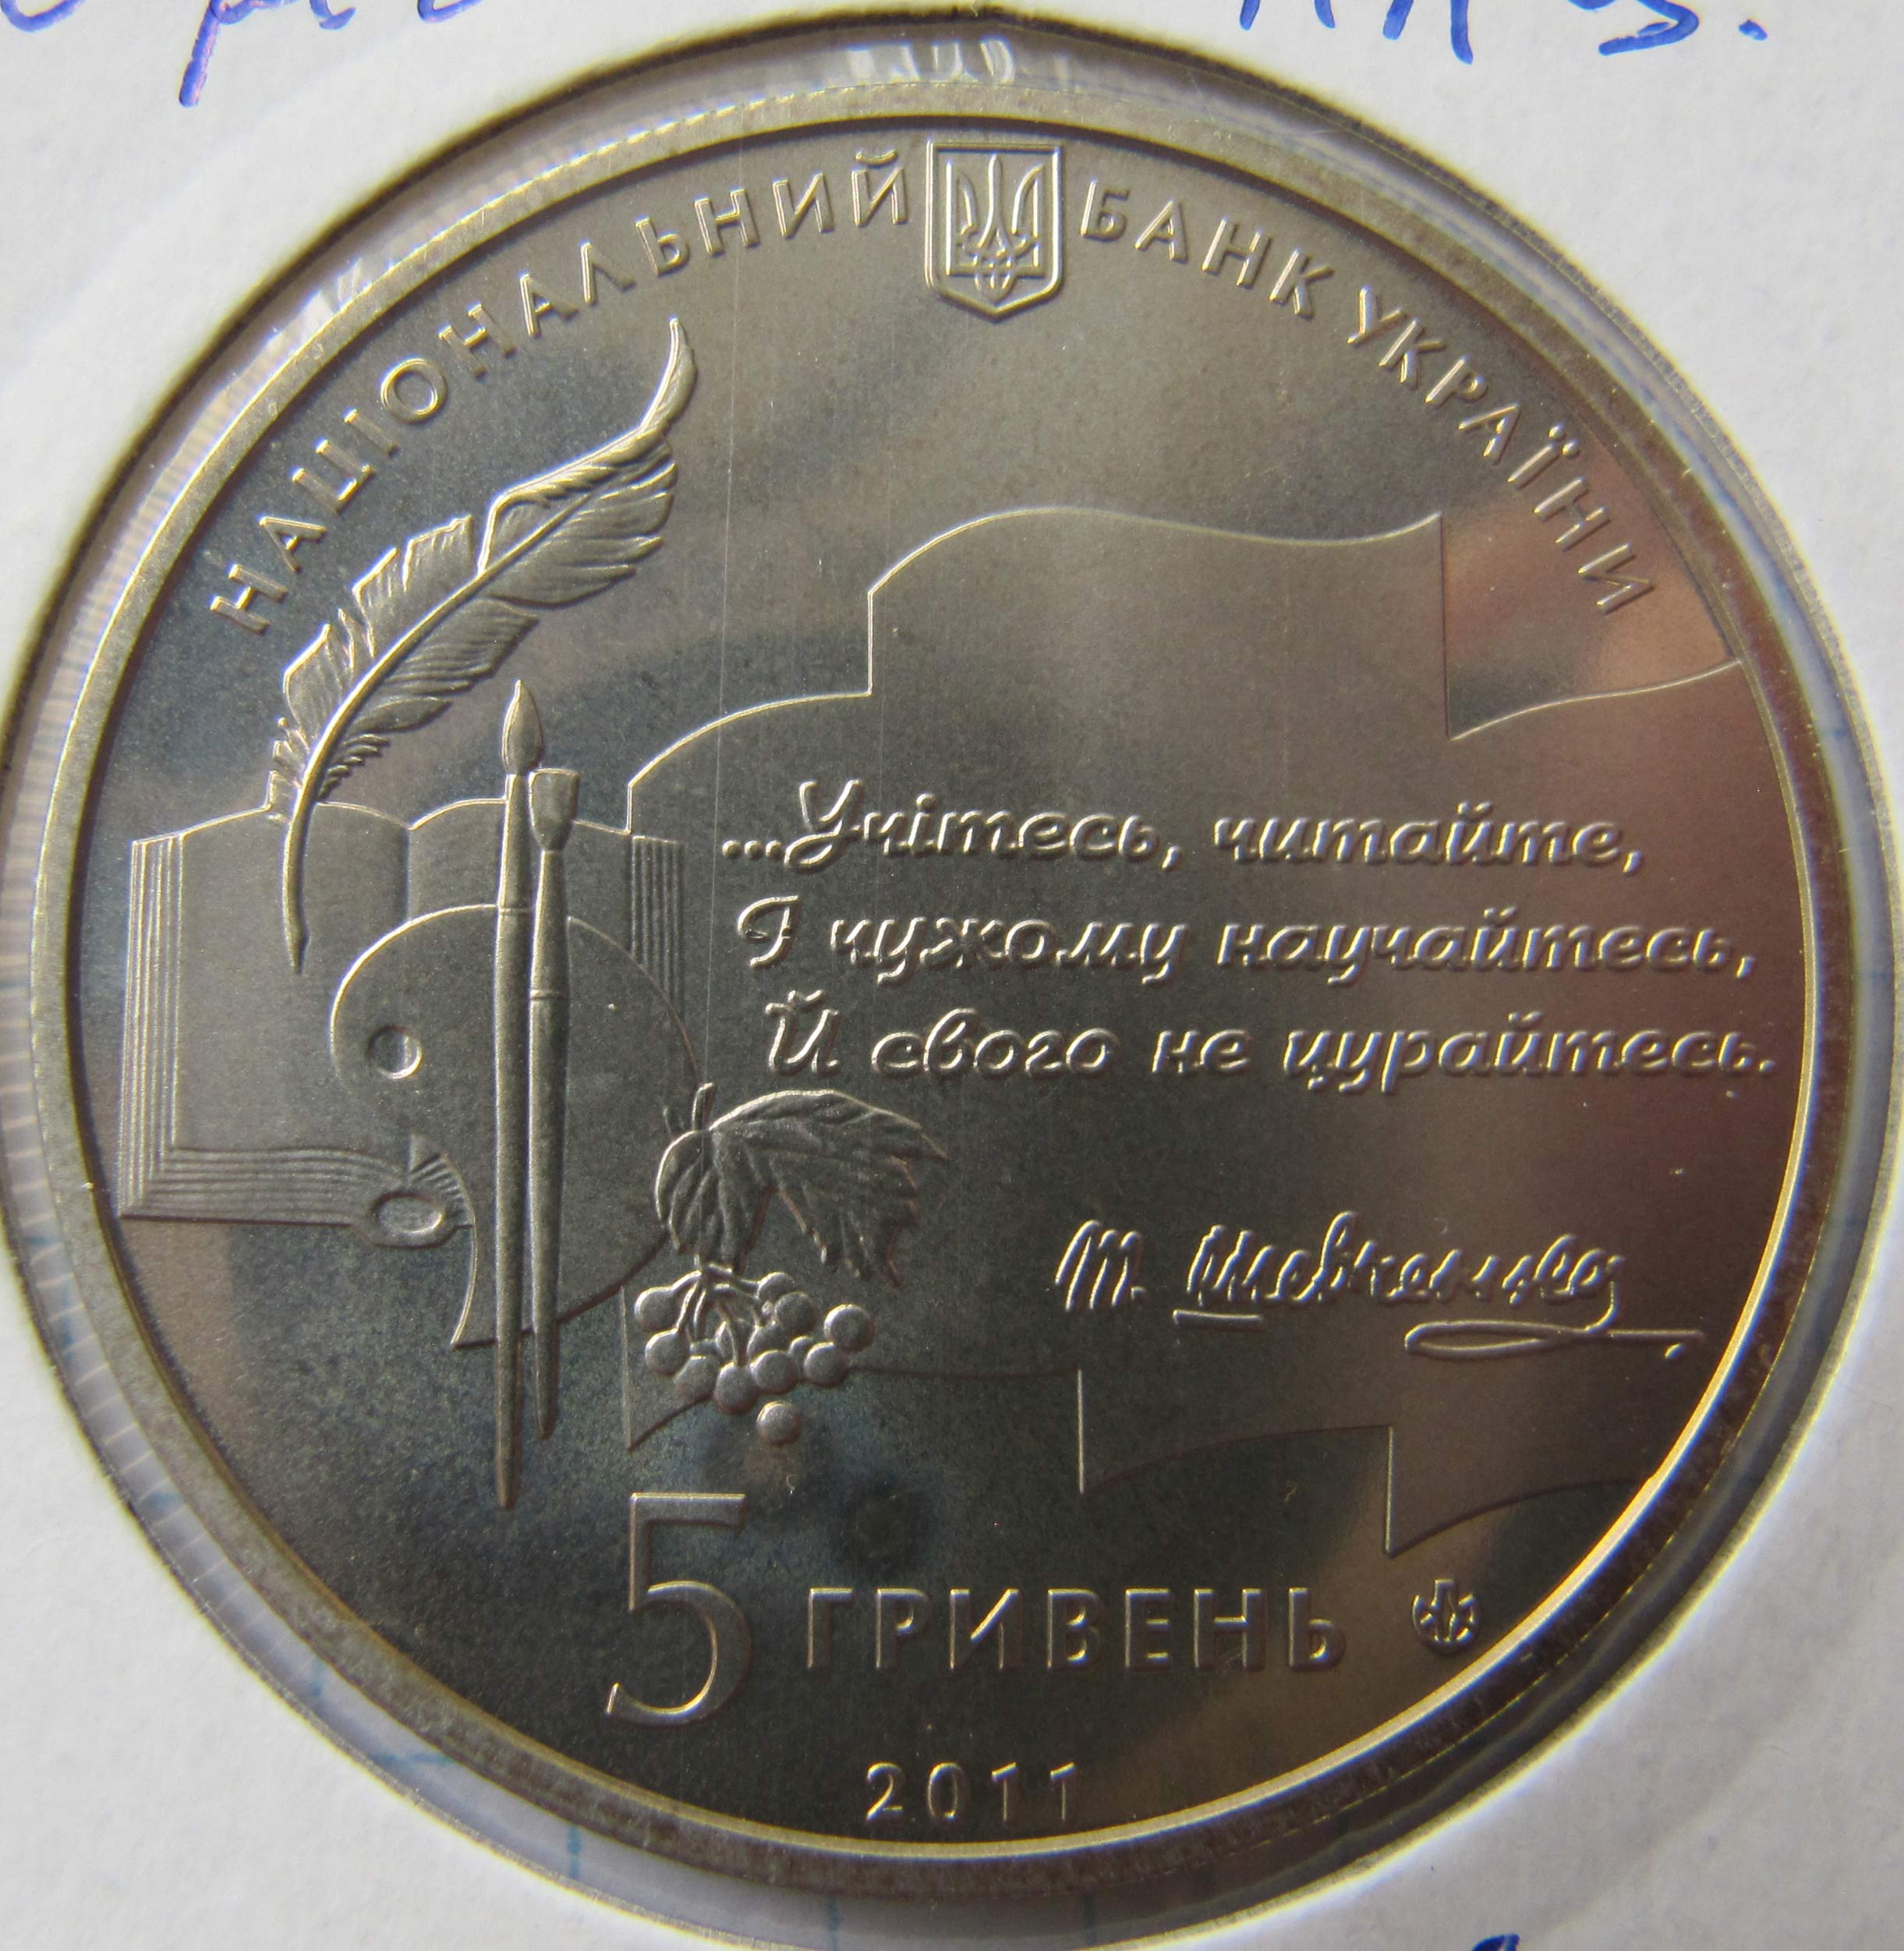 НАЦІОНАЛЬНИЙ БАНК УКРАЇНИ
...Учітесь, читайте,
І чужому научайтесь,
Й свого не цурайтесь.
Т. Шевченко
5 ГРИВЕНЬ
2011